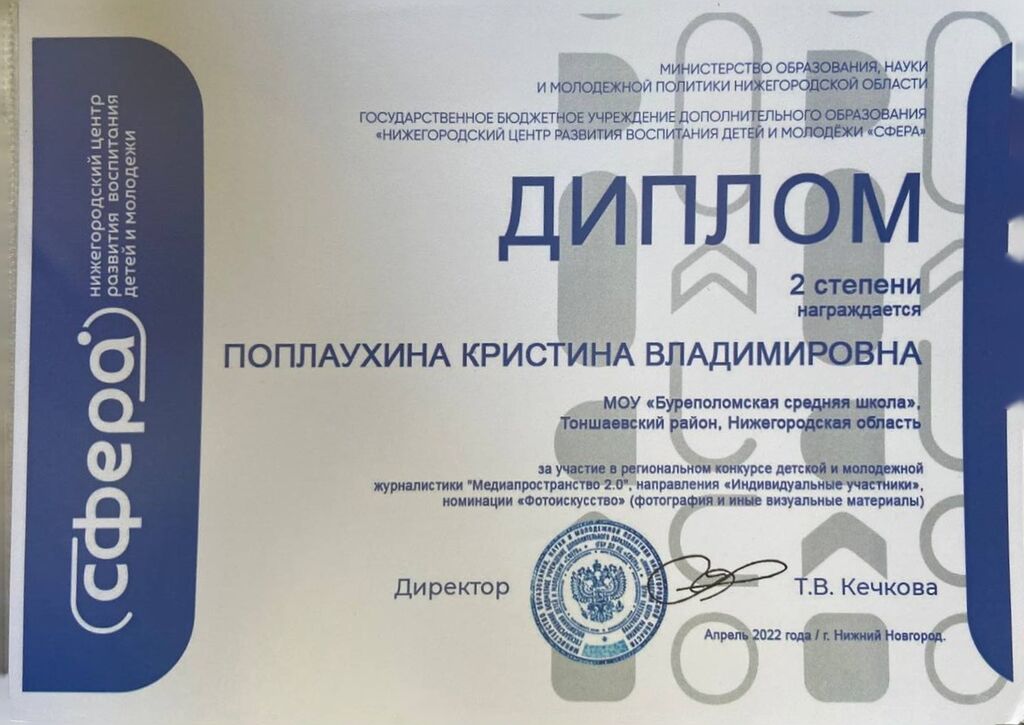 сфера
нижегородский центр
развития воспитания
детей и молодежи
МИНИСТЕРСТВО ОБРАЗОВАНИЯ, НАУКИ
И МОЛОДЕЖНОЙ ПОЛИТИКИ НИЖЕГОРОДСКОЙ ОБЛАСТИ
ГОСУДАРСТВЕННОЕ БЮДЖЕТНОЕ УЧРЕЖДЕНИЕ ДОПОЛНИТЕЛЬНОГО ОБРАЗОВАНИЯ
«НИЖЕГОРОДСКИЙ ЦЕНТР РАЗВИТИЯ ВОСПИТАНИЯ ДЕТЕЙ И МОЛОДЁЖИ «СФЕРА»
ДИПЛОМ
2 степени
награждается
ПОПЛАУХИНА КРИСТИНА ВЛАДИМИРОВНА
МОУ «Буреполомская средняя школа»,
Тоншаевский район, Нижегородская область
за участие в региональном конкурсе детской и молодежной
журналистики "Медиапространство 2.0", направления «Индивидуальные участники»,
номинации «Фотоискусство» (фотография и иные визуальные материалы)
Директор Т.В. Кечкова
Апрель 2022 года / г. Нижний Новгород.